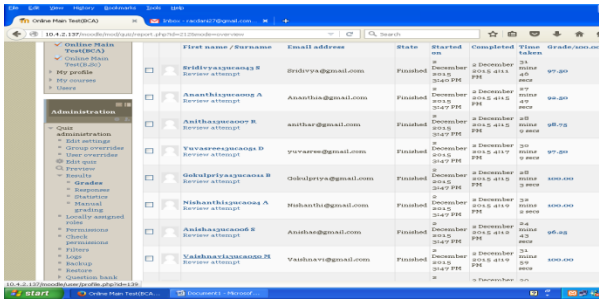 File Edit View History Bookmarks Tools Help
Online Main Test(BCA)
Inbox - racdani27@gmail.com...
10.4.2.137/moodle/mod/quiz/report.php?id=212&mode=overview
Search
Online Main
Test(BCA)
Online Main
Test(B.Sc)
My profile
My courses
Users
Administration
Quiz
administration
Edit settings
Group overrides
User overrides
Edit quiz
Preview
Results
Grades
Responses
Statistics
Manual
grading
Locally assigned
roles
Permissions
Check
permissions
Filters
Logs
Backup
Restore
Question bank
First name /Surname Email address State Started on Completed Time taken Grade/100.00
Sridivya13uca043 S
Review attempt
Sridivya@gmail.com Finished 2 December 2015 3:40 PM 2 December 2015 4:11 PM 31 mins 46 secs 97.50
Ananthi13uca005 A
Review attempt
Ananthia@gmail.com Finished 2 December 2015 3:47 PM 2 December 2015 4:15 PM 27 mins 49 secs 92.50
Anitha13uca007 R
Review attempt
anithar@gmail.com Finished 2 December 2015 3:47 PM 2 December 2015 4:15 PM 28 mins 9 secs 98.75
Yuvasree13uca051 D
Review attempt
yuvasree@gmail.com Finished 2 December 2015 3:47 PM 2 December 2015 4:17 PM 30 mins 9 secs 97.50
Gokulpriya13uca011 B
Review attempt
Gokulpriya@gmail.com Finished 2 December 2015 3:47 PM 2 December 2015 4:15 PM 28 mins 3 secs 100.00
Nishanthi13uca024 A
Review attempt
Nishanthi@gmail.com Finished 2 December 2015 3:47 PM 2 December 2015 4:19 PM 32 mins 2 secs 100.00
Anisha13uca006 S
Review attempt
Anishas@gmail.com Finished 2 December 2015 3:47 PM 2 December 2015 4:12 PM 24 mins 43 secs 96.25
Vaishnavi13uca050 M
Review attempt
Vaishnavi@gmail.com Finished 2 December 2015 3:47 PM 2 December 2015 4:19 PM 31 mins 59 secs 100.00
10.4.2.137/moodle/user/profile.php?id=139
start
Online Main Test(BCA...
Document1 - Microsof...